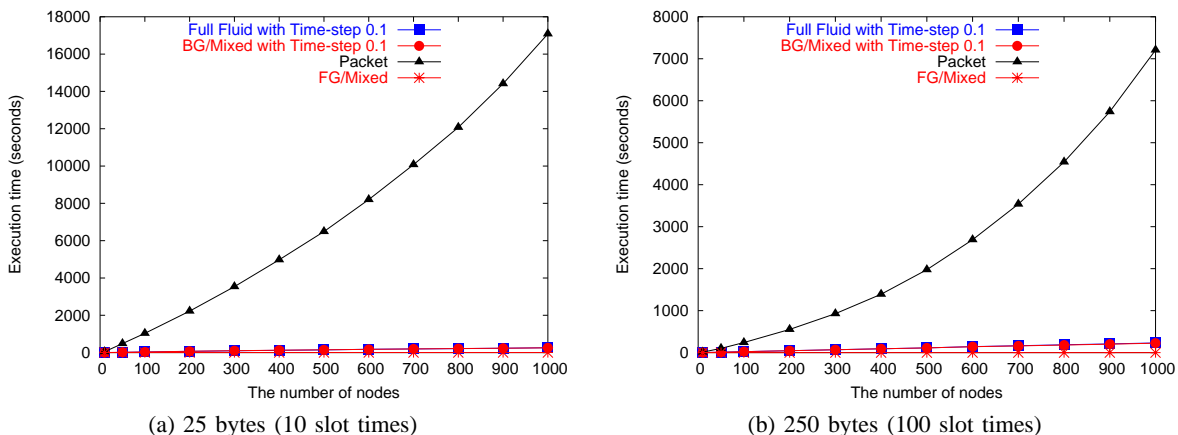 18000
16000
14000
12000
10000
8000
6000
4000
2000
0
Execution time (seconds)
0 100 200 300 400 500 600 700 800 900 1000
The number of nodes
Full Fluid with Time-step 0.1
BG/Mixed with Time-step 0.1
Packet
FG/Mixed
(a) 25 bytes (10 slot times)
8000
7000
6000
5000
4000
3000
2000
1000
0
Execution time (seconds)
0 100 200 300 400 500 600 700 800 900 1000
The number of nodes
Full Fluid with Time-step 0.1
BG/Mixed with Time-step 0.1
Packet
FG/Mixed
(b) 250 bytes (100 slot times)